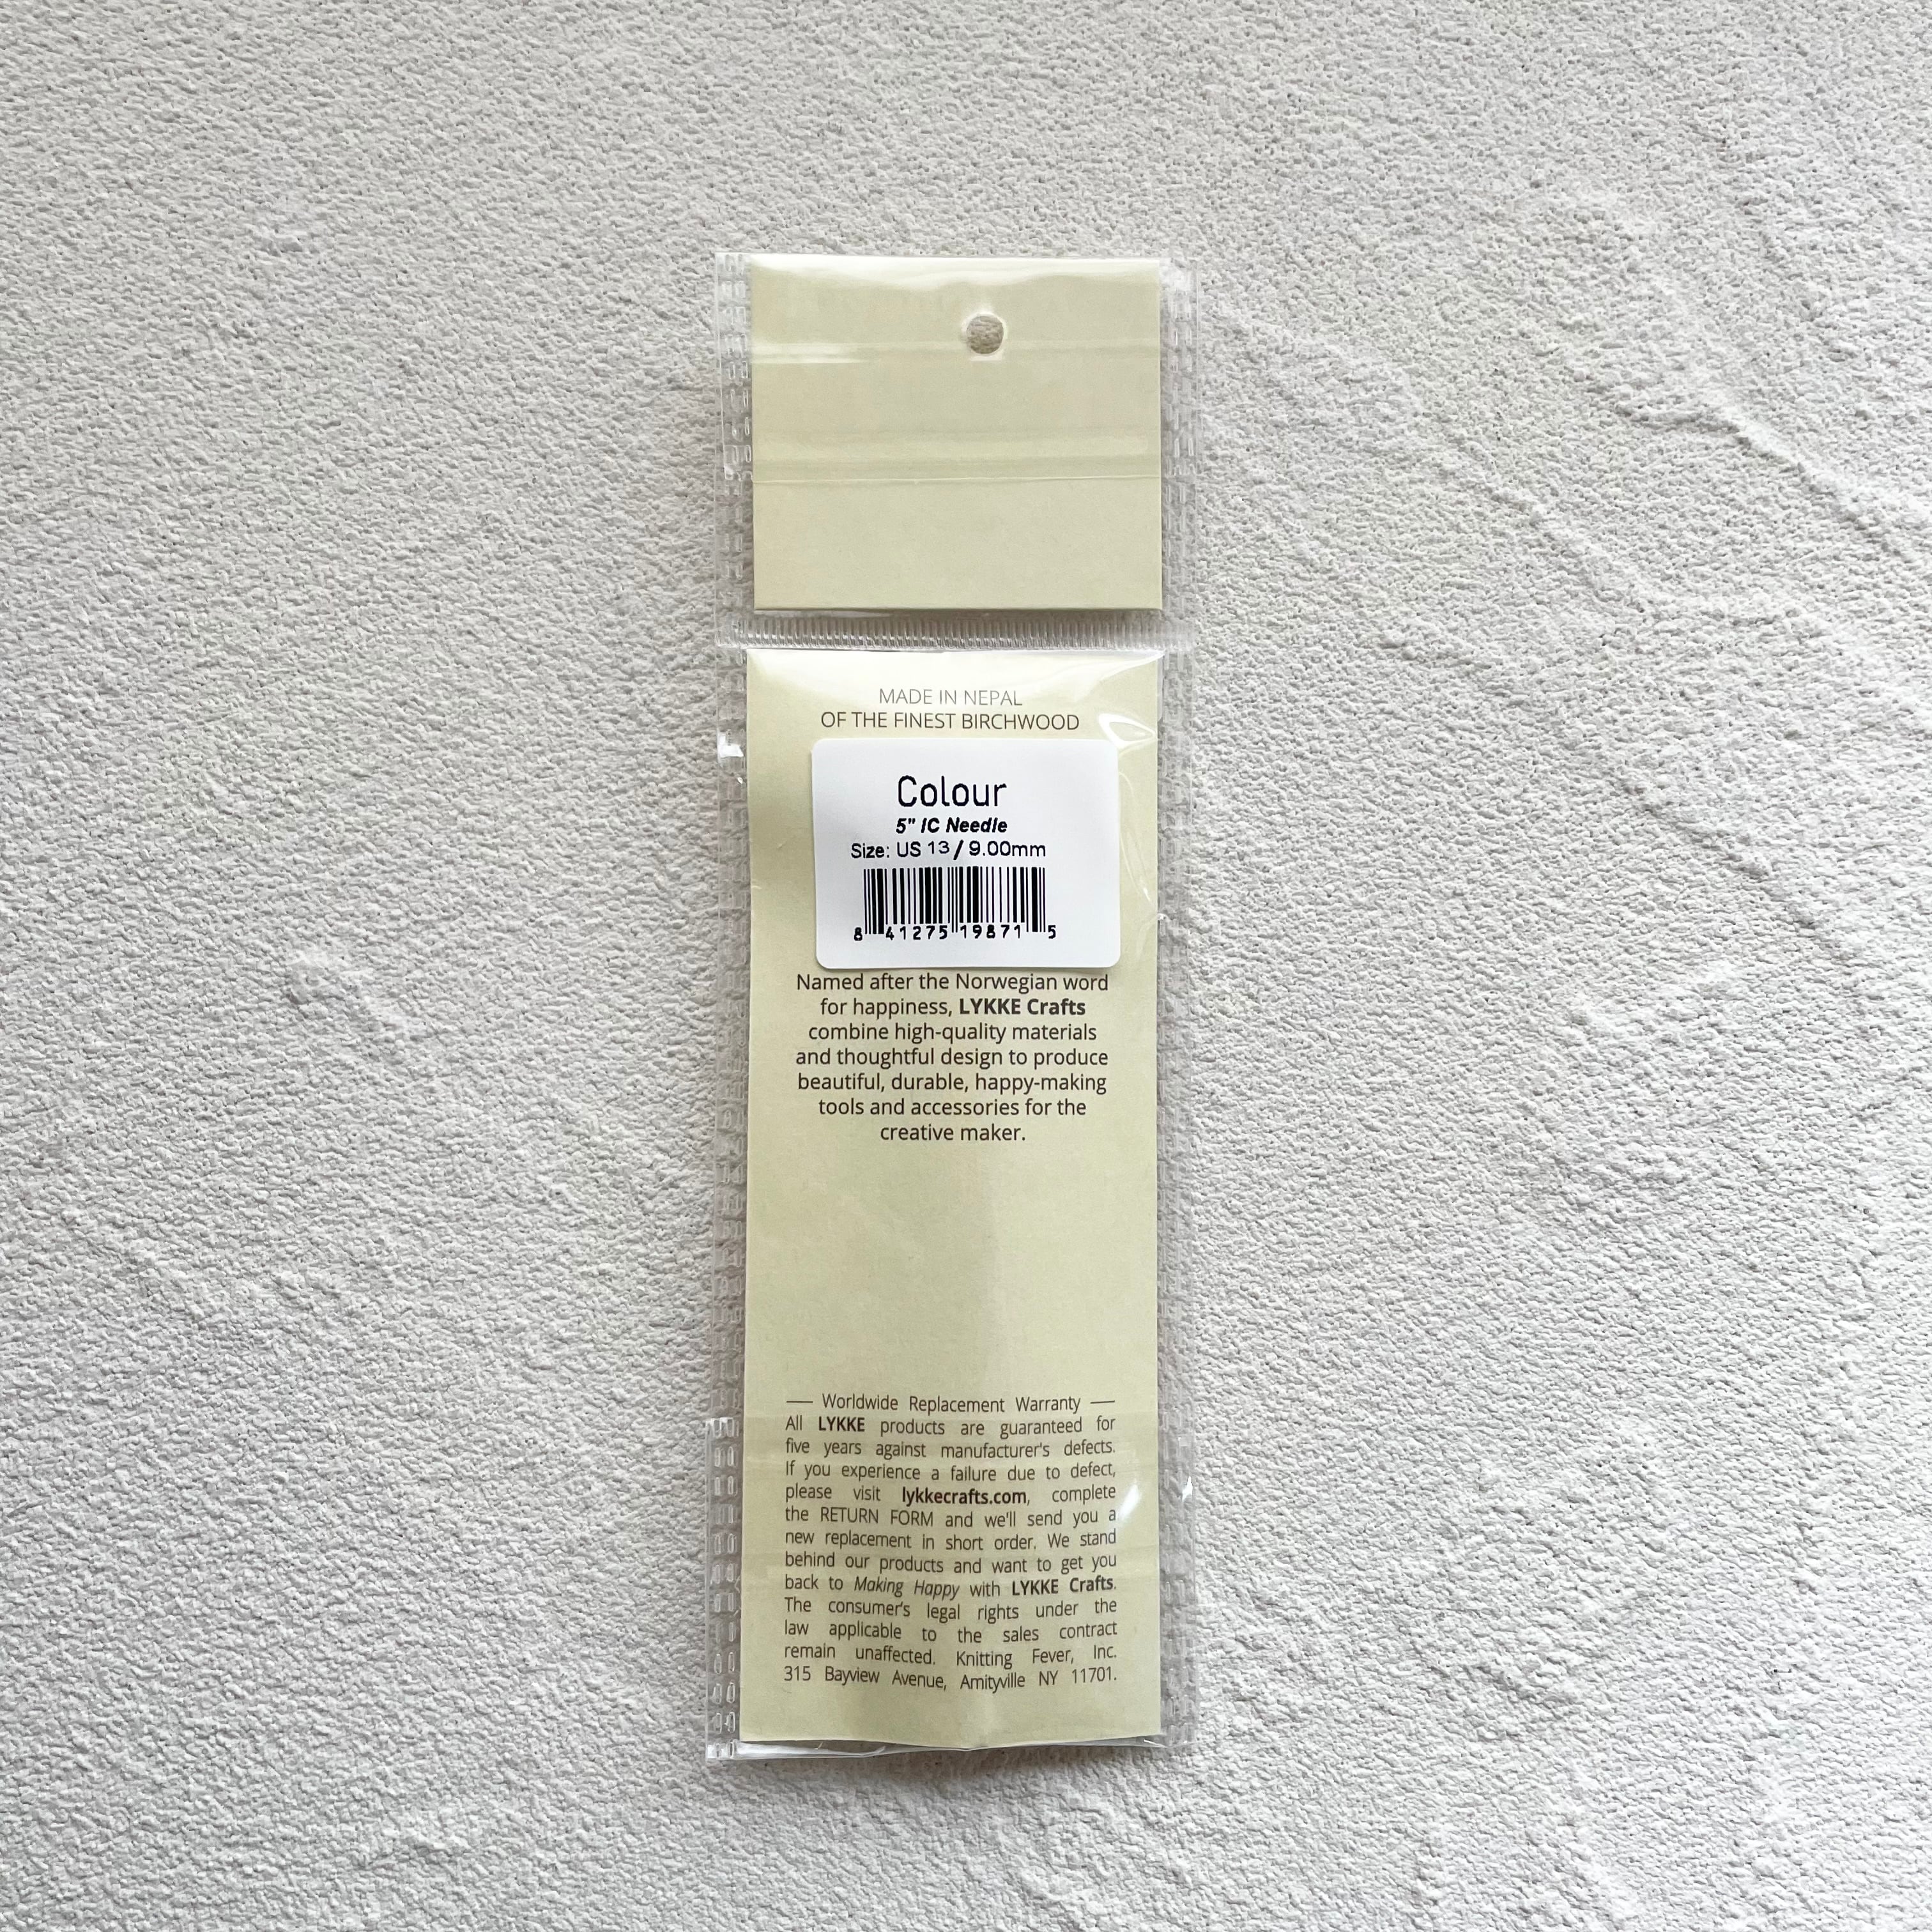 MADE IN NEPAL
OF THE FINEST BIRCHWOOD
Colour
5" IC Needle
Size: US 13 / 9.00mm
8 41275 19871 5
Named after the Norwegian word
for happiness, LYKKE Crafts
combine high-quality materials
and thoughtful design to produce
beautiful, durable, happy-making
tools and accessories for the
creative maker.
— Worldwide Replacement Warranty —
All LYKKE products are guaranteed for
five years against manufacturer's defects.
If you experience a failure due to defect,
please visit lykkecrafts.com, complete
the RETURN FORM and we'll send you a
new replacement in short order. We stand
behind our products and want to get you
back to Making Happy with LYKKE Crafts.
The consumer's legal rights under the
law applicable to the sales contract
remain unaffected. Knitting Fever, Inc.
315 Bayview Avenue, Amityville NY 11701.